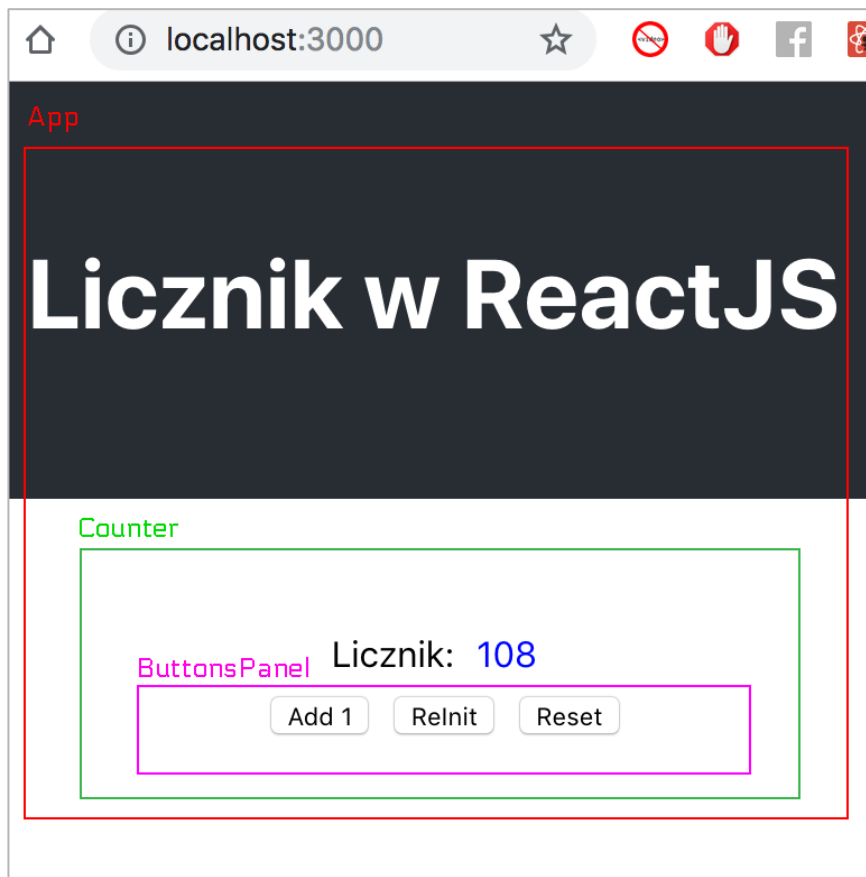 localhost:3000
App
Licznik w ReactJS
Counter
Licznik: 108
ButtonsPanel
Add 1 ReInit Reset